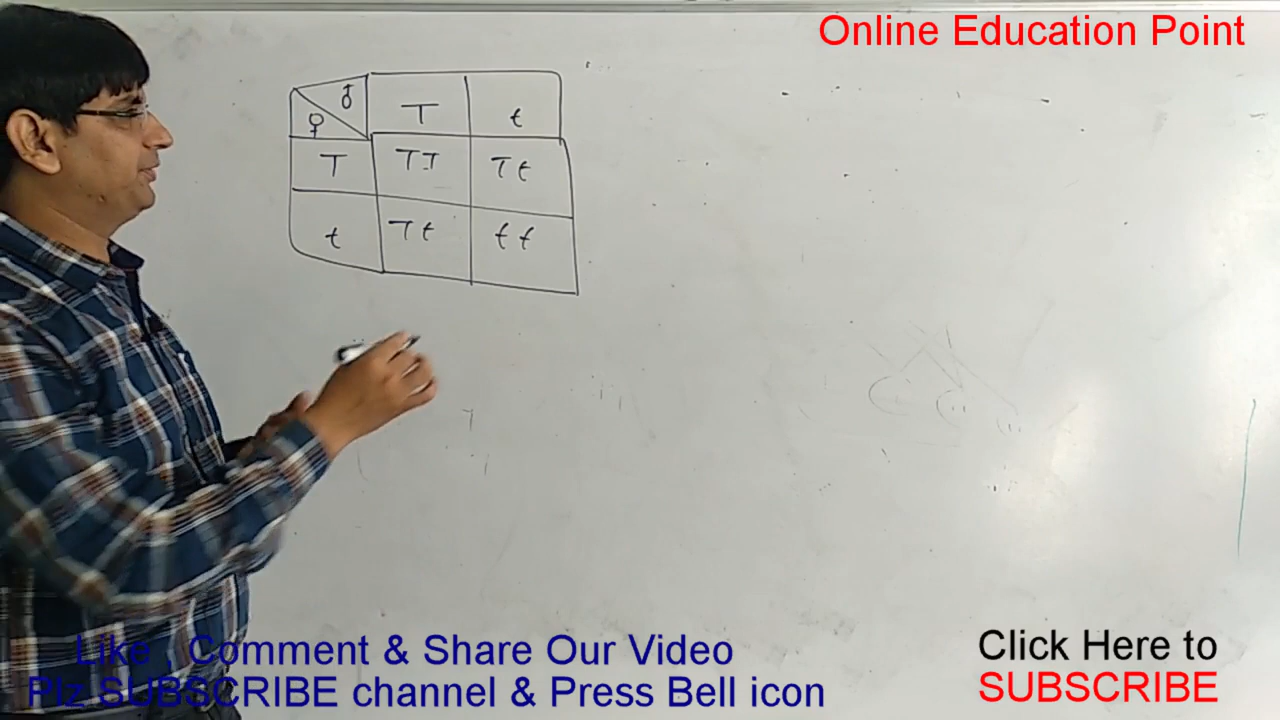 Online Education Point
♂ T t
♀
T TT Tt
t Tt tt
Like , Comment & Share Our Video
Plz SUBSCRIBE channel & Press Bell icon
Click Here to
SUBSCRIBE